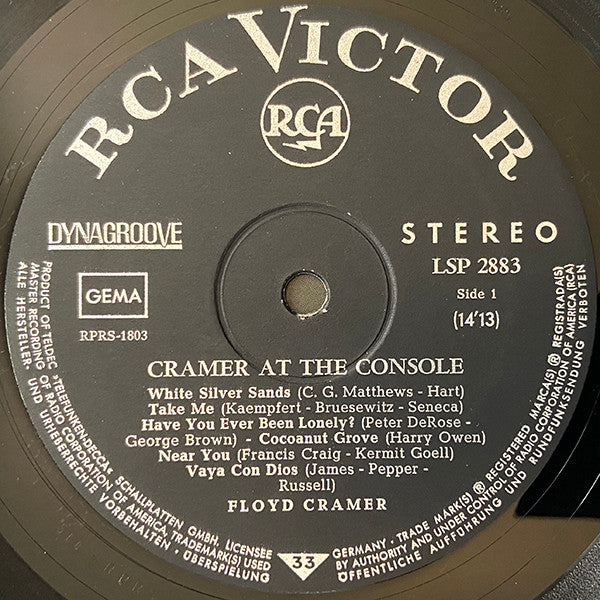 RCA VICTOR
RCA
DYNAGROOVE
STEREO
LSP 2883
GEMA
Side 1
RPRS-1803
(14'13)
CRAMER AT THE CONSOLE
White Silver Sands (C. G. Matthews - Hart)
Take Me (Kaempfert - Bruesewitz - Seneca)
Have You Ever Been Lonely? (Peter DeRose -
George Brown) - Cocoanut Grove (Harry Owen)
Near You (Francis Craig - Kermit Goell)
Vaya Con Dios (James - Pepper -
Russell)
FLOYD CRAMER
33
PRODUCT OF TELDEC »TELEFUNKEN-DECCA« SCHALLPLATTEN GMBH, LICENSEE
MASTER RECORDING OF RADIO CORPORATION OF AMERICA TRADEMARK(S) USED
ALLE HERSTELLER- UND URHEBERRECHTE VORBEHALTEN · ÜBERSPIELUNG
GERMANY · TRADE MARK(S) ® REGISTERED MARCA(S) ® REGISTRADA(S)
BY AUTHORITY AND UNDER CONTROL OF RADIO CORPORATION OF AMERICA (RCA)
ÖFFENTLICHE AUFFÜHRUNG UND RUNDFUNKSENDUNG VERBOTEN